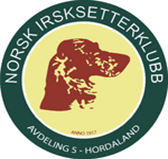 NORSK IRSKSETTERKLUBB
ANNO 1917
AVDELING 5 - HORDALAND